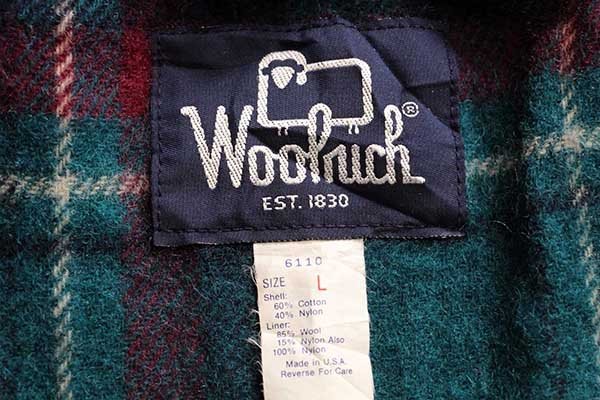 Woolrich®
EST. 1830
6110
SIZE L
Shell:
60% Cotton
40% Nylon
Liner:
85% Wool
15% Nylon Also
100% Nylon
Made in U.S.A.
Reverse For Care